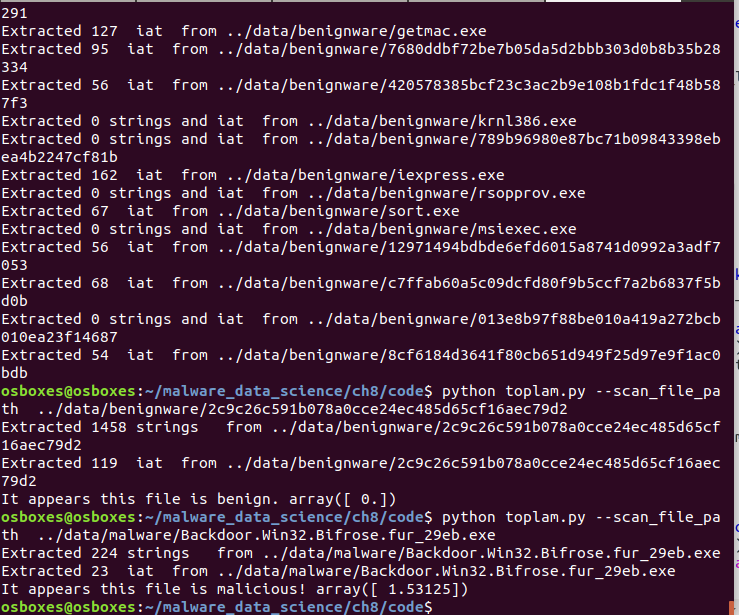 291
Extracted 127  iat  from ../data/benignware/getmac.exe
Extracted 95  iat  from ../data/benignware/7680ddbf72be7b05da5d2bbb303d0b8b35b28
334
Extracted 56  iat  from ../data/benignware/420578385bcf23c3ac2b9e108b1fdc1f48b58
7f3
Extracted 0 strings and iat  from ../data/benignware/krnl386.exe
Extracted 0 strings and iat  from ../data/benignware/789b96980e87bc71b09843398eb
ea4b2247cf81b
Extracted 162  iat  from ../data/benignware/iexpress.exe
Extracted 0 strings and iat  from ../data/benignware/rsopprov.exe
Extracted 67  iat  from ../data/benignware/sort.exe
Extracted 0 strings and iat  from ../data/benignware/msiexec.exe
Extracted 56  iat  from ../data/benignware/12971494bdbde6efd6015a8741d0992a3adf7
053
Extracted 68  iat  from ../data/benignware/c7ffab60a5c09dcfd80f9b5ccf7a2b6837f5b
d0b
Extracted 0 strings and iat  from ../data/benignware/013e8b97f88be010a419a272bcb
010ea23f14687
Extracted 54  iat  from ../data/benignware/8cf6184d3641f80cb651d949f25d97e9f1ac0
bdb
osboxes@osboxes:~/malware_data_science/ch8/code$ python toplam.py --scan_file_pa
th  ../data/benignware/2c9c26c591b078a0cce24ec485d65cf16aec79d2
Extracted 1458 strings   from ../data/benignware/2c9c26c591b078a0cce24ec485d65cf
16aec79d2
Extracted 119  iat  from ../data/benignware/2c9c26c591b078a0cce24ec485d65cf16aec
79d2
It appears this file is benign. array([ 0.])
osboxes@osboxes:~/malware_data_science/ch8/code$ python toplam.py --scan_file_pa
th  ../data/malware/Backdoor.Win32.Bifrose.fur_29eb.exe
Extracted 224 strings   from ../data/malware/Backdoor.Win32.Bifrose.fur_29eb.exe
Extracted 23  iat  from ../data/malware/Backdoor.Win32.Bifrose.fur_29eb.exe
It appears this file is malicious! array([ 1.53125])
osboxes@osboxes:~/malware_data_science/ch8/code$